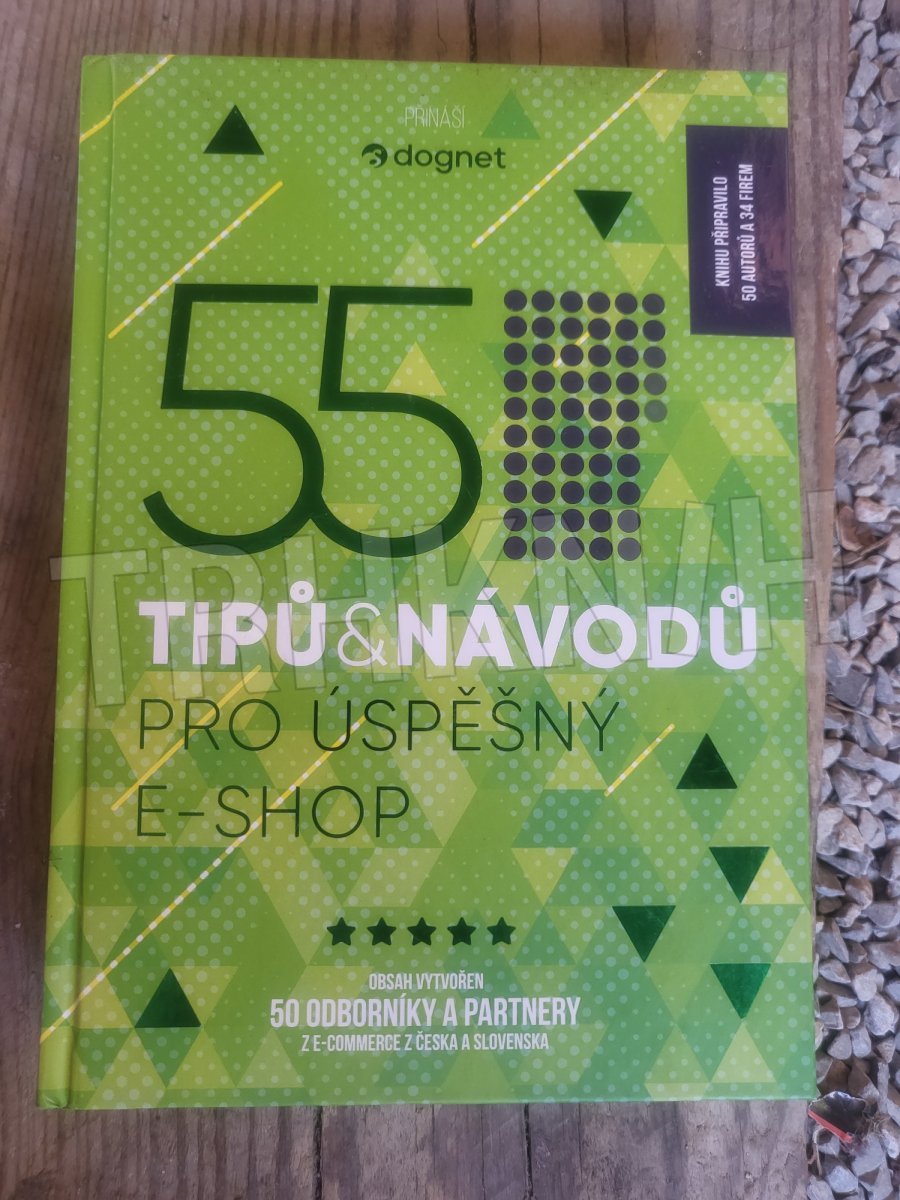 PŘINÁŠÍ
dognet
KNIHU PŘIPRAVILO
50 AUTORŮ A 34 FIREM
55
TRHKNIH
TIPŮ&NÁVODŮ
PRO ÚSPĚŠNÝ
E-SHOP
OBSAH VYTVOŘEN
50 ODBORNÍKY A PARTNERY
Z E-COMMERCE Z ČESKA A SLOVENSKA